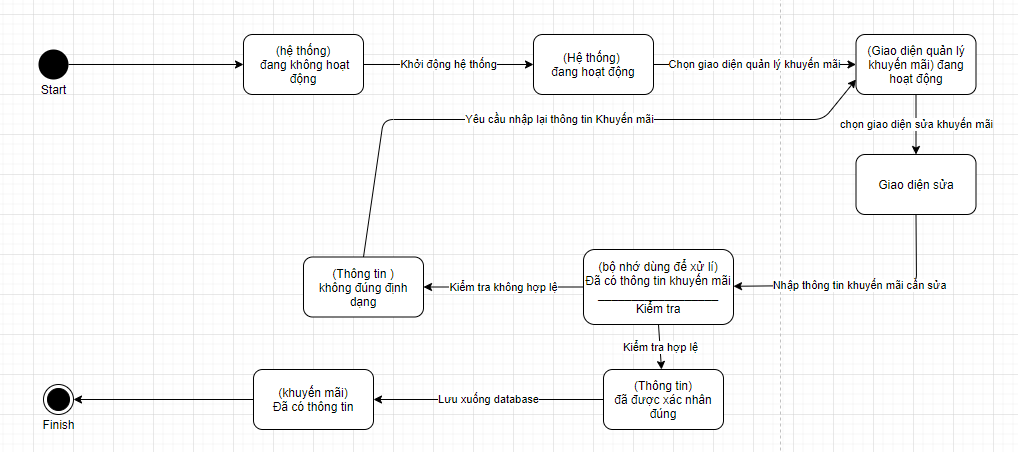 (hệ thống)
đang không hoạt
động
Khởi động hệ thống
(Hệ thống)
đang hoạt động
Chọn giao diện quản lý khuyến mãi
(Giao diện quản lý
khuyến mãi) đang
hoạt động
Start
Yêu cầu nhập lại thông tin Khuyến mãi
chọn giao diện sửa khuyến mãi
Giao diện sửa
(Thông tin )
không đúng định
dạng
Kiểm tra không hợp lệ
(bộ nhớ dùng để xử lí)
Đã có thông tin khuyến mãi
Kiểm tra
Nhập thông tin khuyến mãi cần sửa
Kiểm tra hợp lệ
(khuyến mãi)
Đã có thông tin
Lưu xuống database
(Thông tin)
đã được xác nhân
đúng
Finish